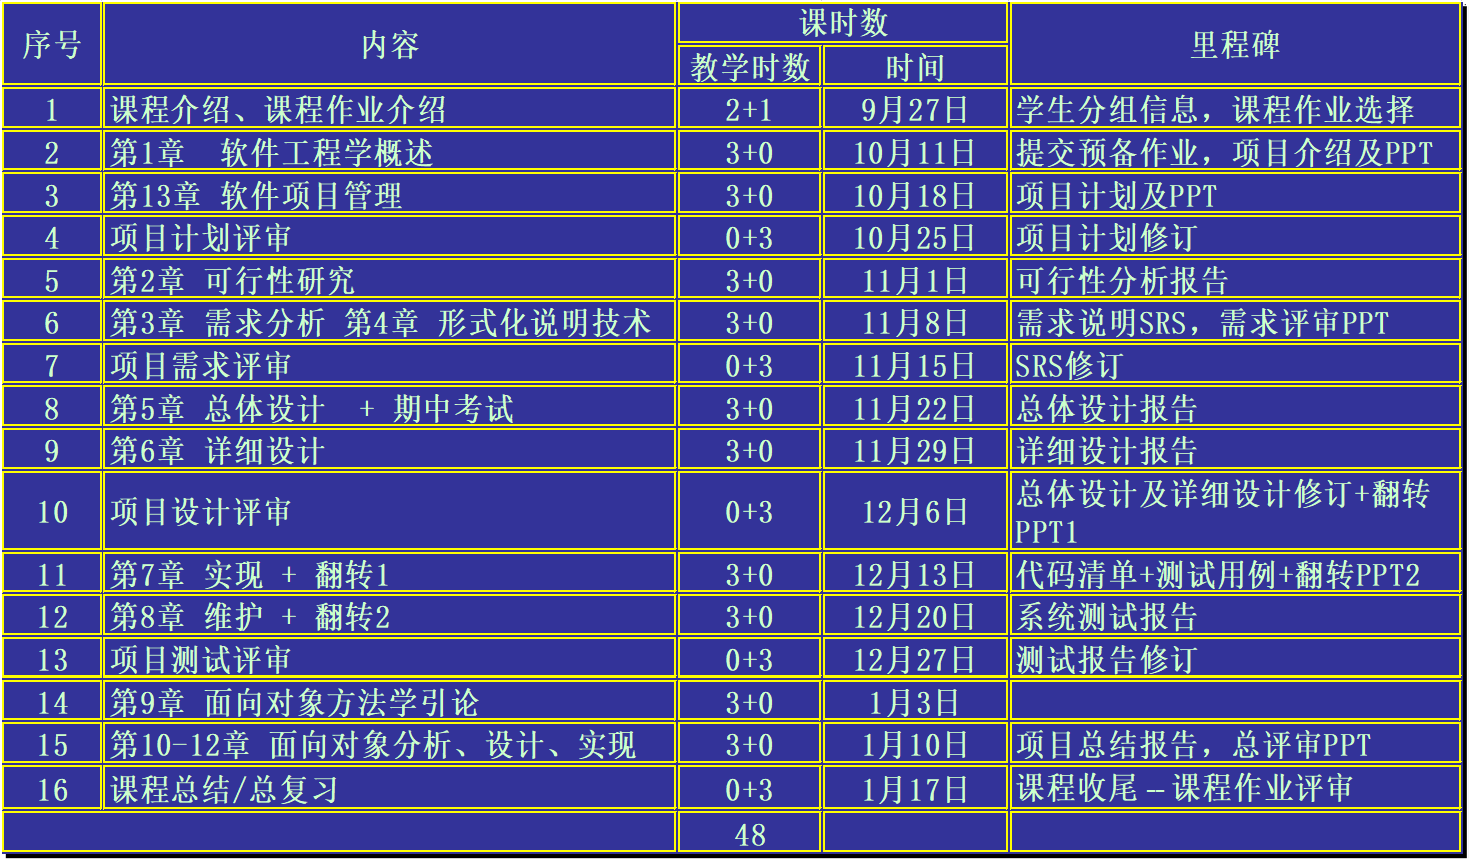 序号 内容 课时数 里程碑
教学时数 时间
1 课程介绍、课程作业介绍 2+1 9月27日 学生分组信息，课程作业选择
2 第1章 软件工程学概述 3+0 10月11日 提交预备作业，项目介绍及PPT
3 第13章 软件项目管理 3+0 10月18日 项目计划及PPT
4 项目计划评审 0+3 10月25日 项目计划修订
5 第2章 可行性研究 3+0 11月1日 可行性分析报告
6 第3章 需求分析 第4章 形式化说明技术 3+0 11月8日 需求说明SRS，需求评审PPT
7 项目需求评审 0+3 11月15日 SRS修订
8 第5章 总体设计 + 期中考试 3+0 11月22日 总体设计报告
9 第6章 详细设计 3+0 11月29日 详细设计报告
10 项目设计评审 0+3 12月6日 总体设计及详细设计修订+翻转
PPT1
11 第7章 实现 + 翻转1 3+0 12月13日 代码清单+测试用例+翻转PPT2
12 第8章 维护 + 翻转2 3+0 12月20日 系统测试报告
13 项目测试评审 0+3 12月27日 测试报告修订
14 第9章 面向对象方法学引论 3+0 1月3日
15 第10-12章 面向对象分析、设计、实现 3+0 1月10日 项目总结报告，总评审PPT
16 课程总结/总复习 0+3 1月17日 课程收尾--课程作业评审
48